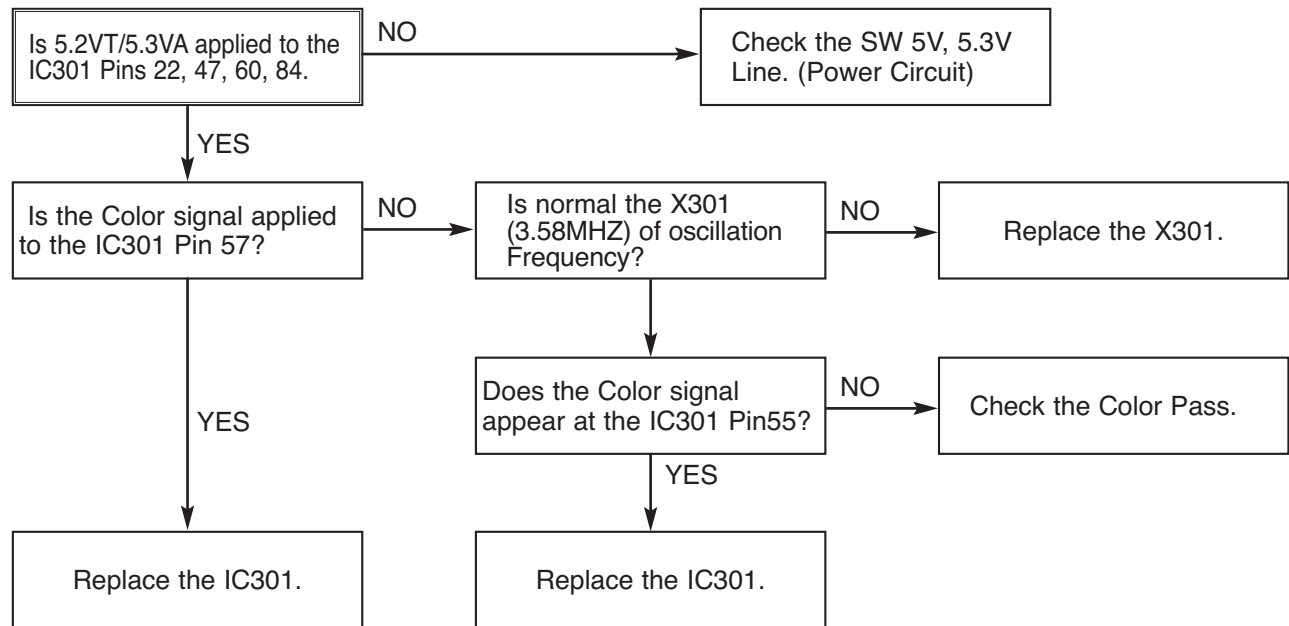 Is 5.2VT/5.3VA applied to the
IC301 Pins 22, 47, 60, 84.
NO
Check the SW 5V, 5.3V
Line. (Power Circuit)
YES
Is the Color signal applied
to the IC301 Pin 57?
NO
Is normal the X301
(3.58MHZ) of oscillation
Frequency?
NO
Replace the X301.
YES
Does the Color signal
appear at the IC301 Pin55?
NO
Check the Color Pass.
YES
Replace the IC301.
Replace the IC301.